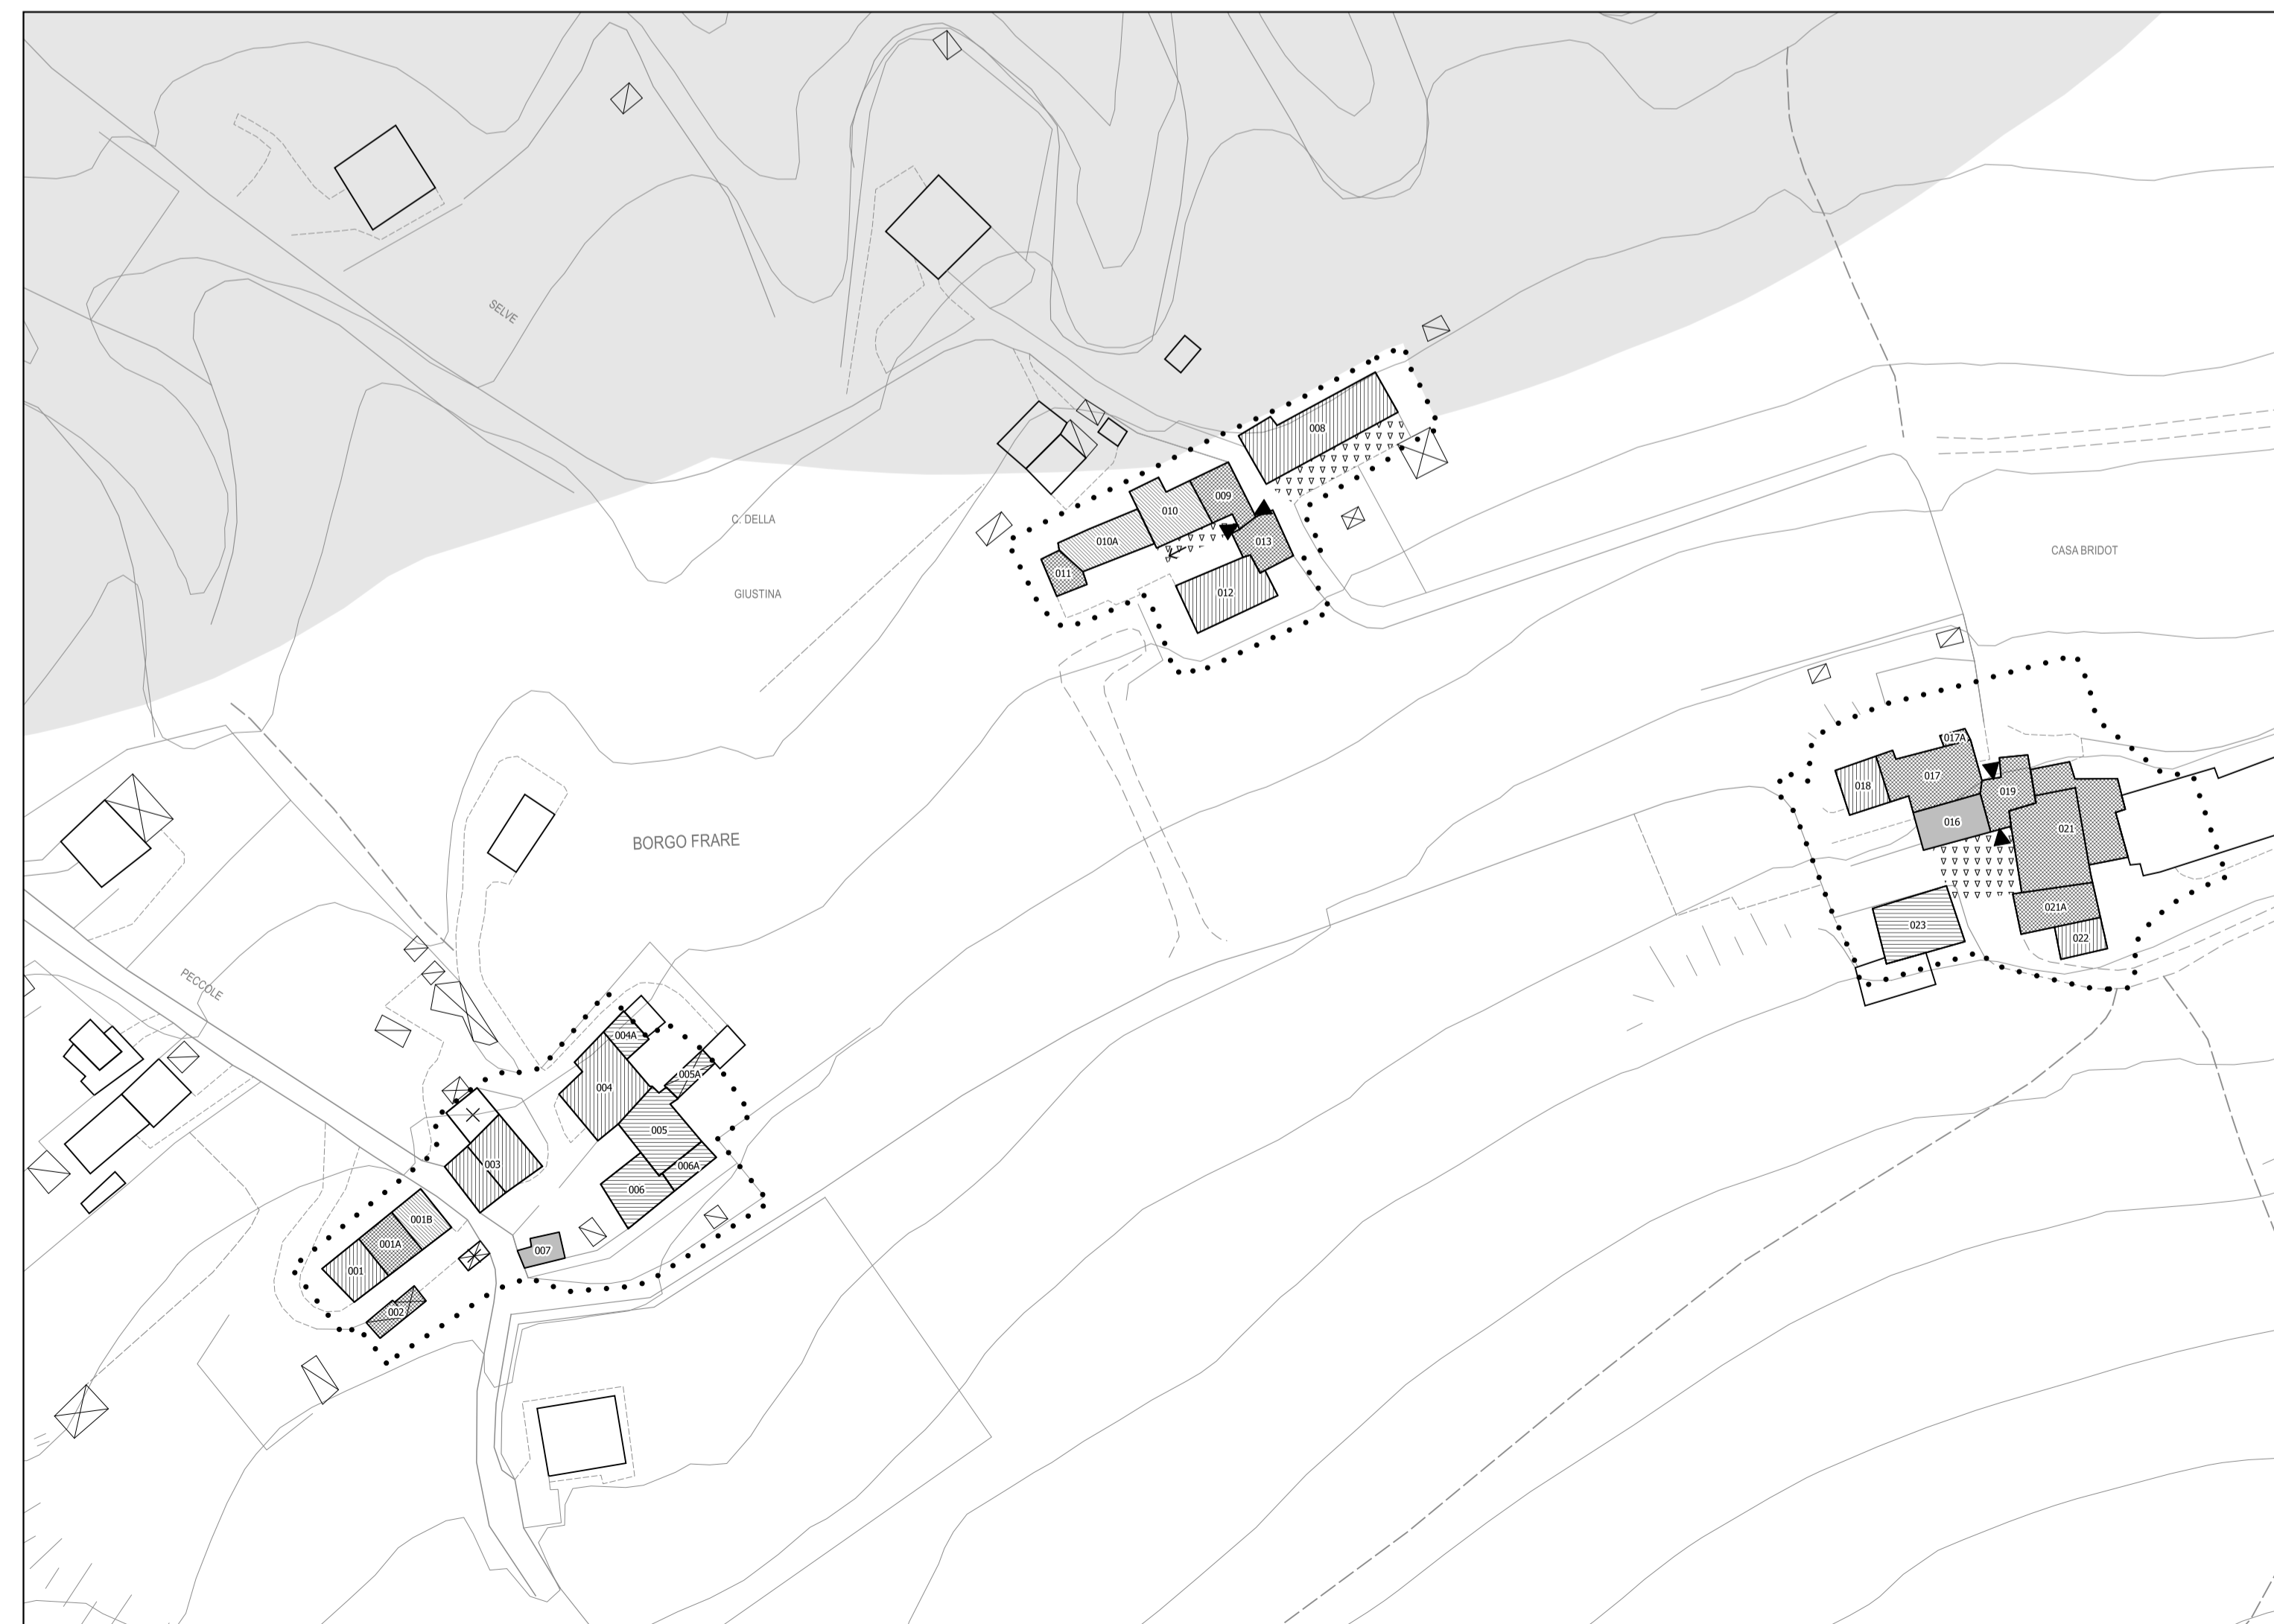 SELVE
008
009
010
C. DELLA
010A
013
CASA BRIDOT
011
GIUSTINA
012
017A
017
018
019
016
021
BORGO FRARE
021A
023
022
PECCOLE
004A
005A
004
005
003
006A
006
001B
001A
007
001
002